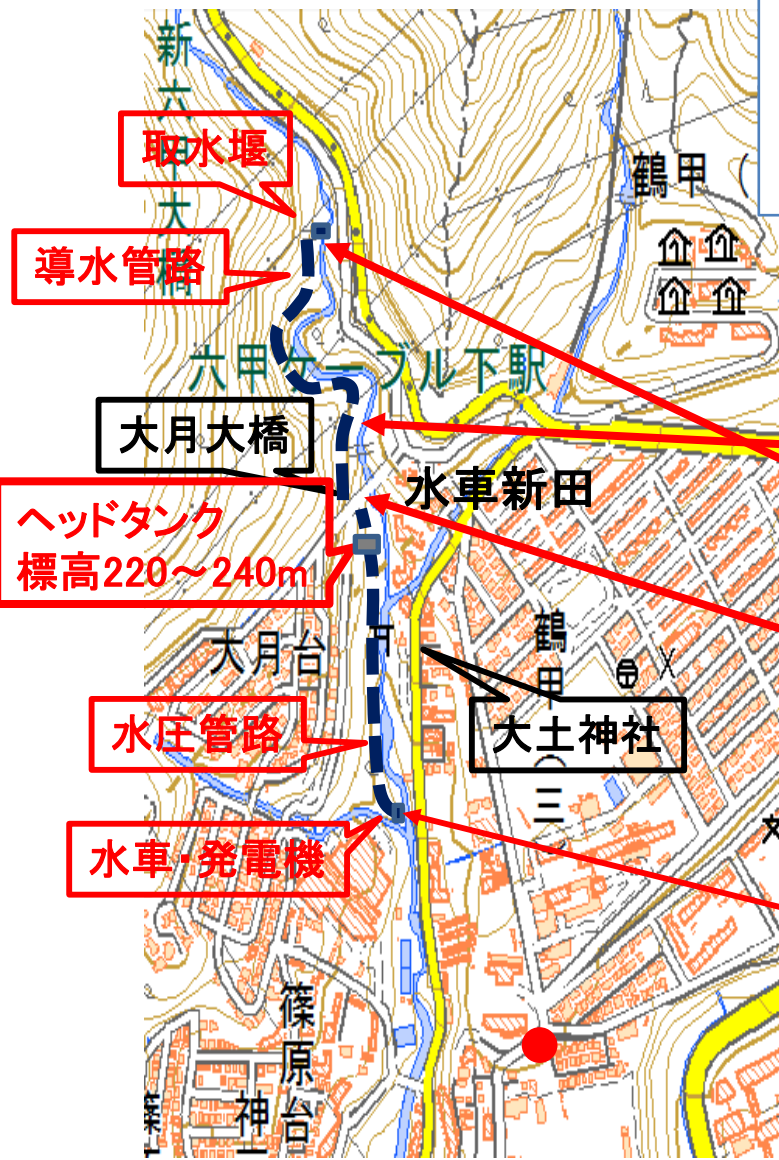 新六甲大橋
取水堰
鶴甲（
導水管路
六甲ケーブル下駅
大月大橋
水車新田
ヘッドタンク
標高220～240m
大月台
鶴甲（三
大土神社
水圧管路
水車・発電機
篠原台
篠
神